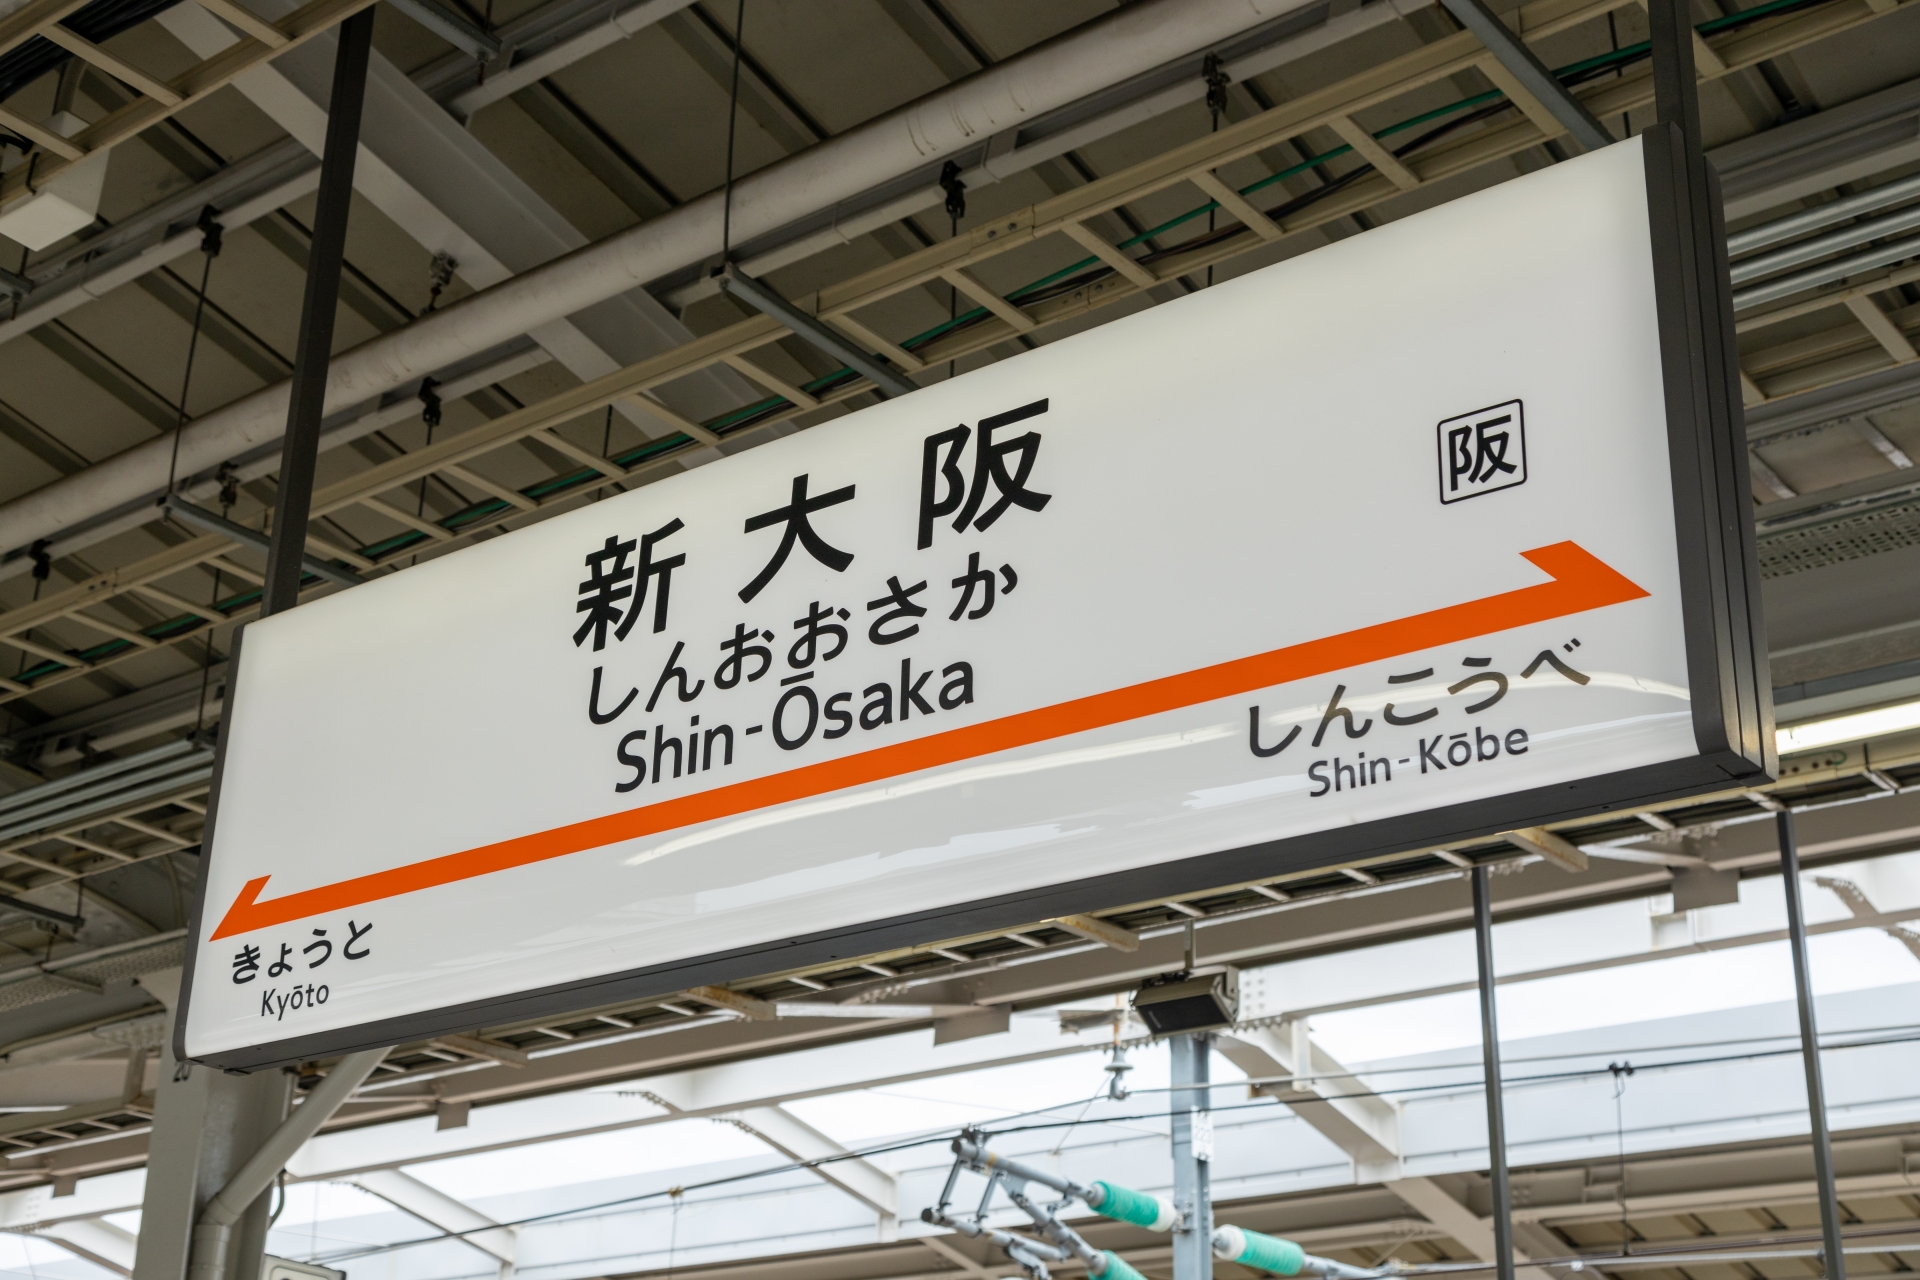 阪
新大阪
しんおおさか
Shin-Ōsaka
しんこうべ
Shin-Kōbe
きょうと
Kyōto